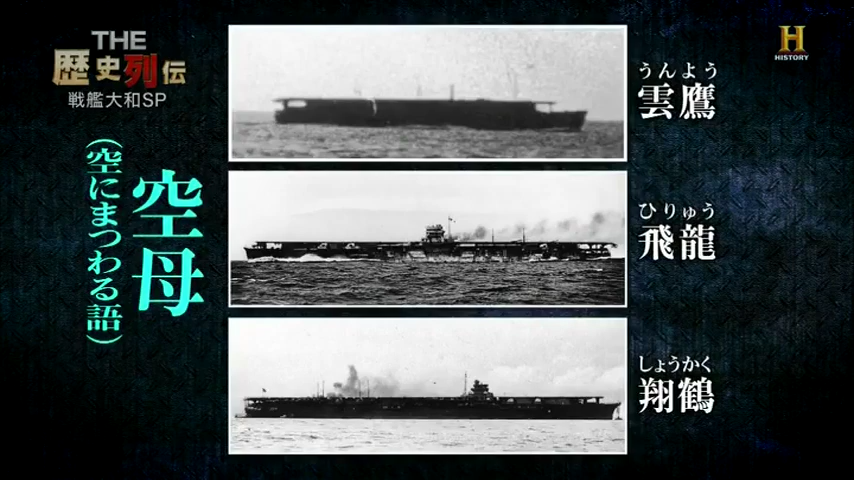 THE
歴史列伝
戦艦大和SP
H
HISTORY
空母
(空にまつわる語)
うんよう
雲鷹
ひりゅう
飛龍
しょうかく
翔鶴